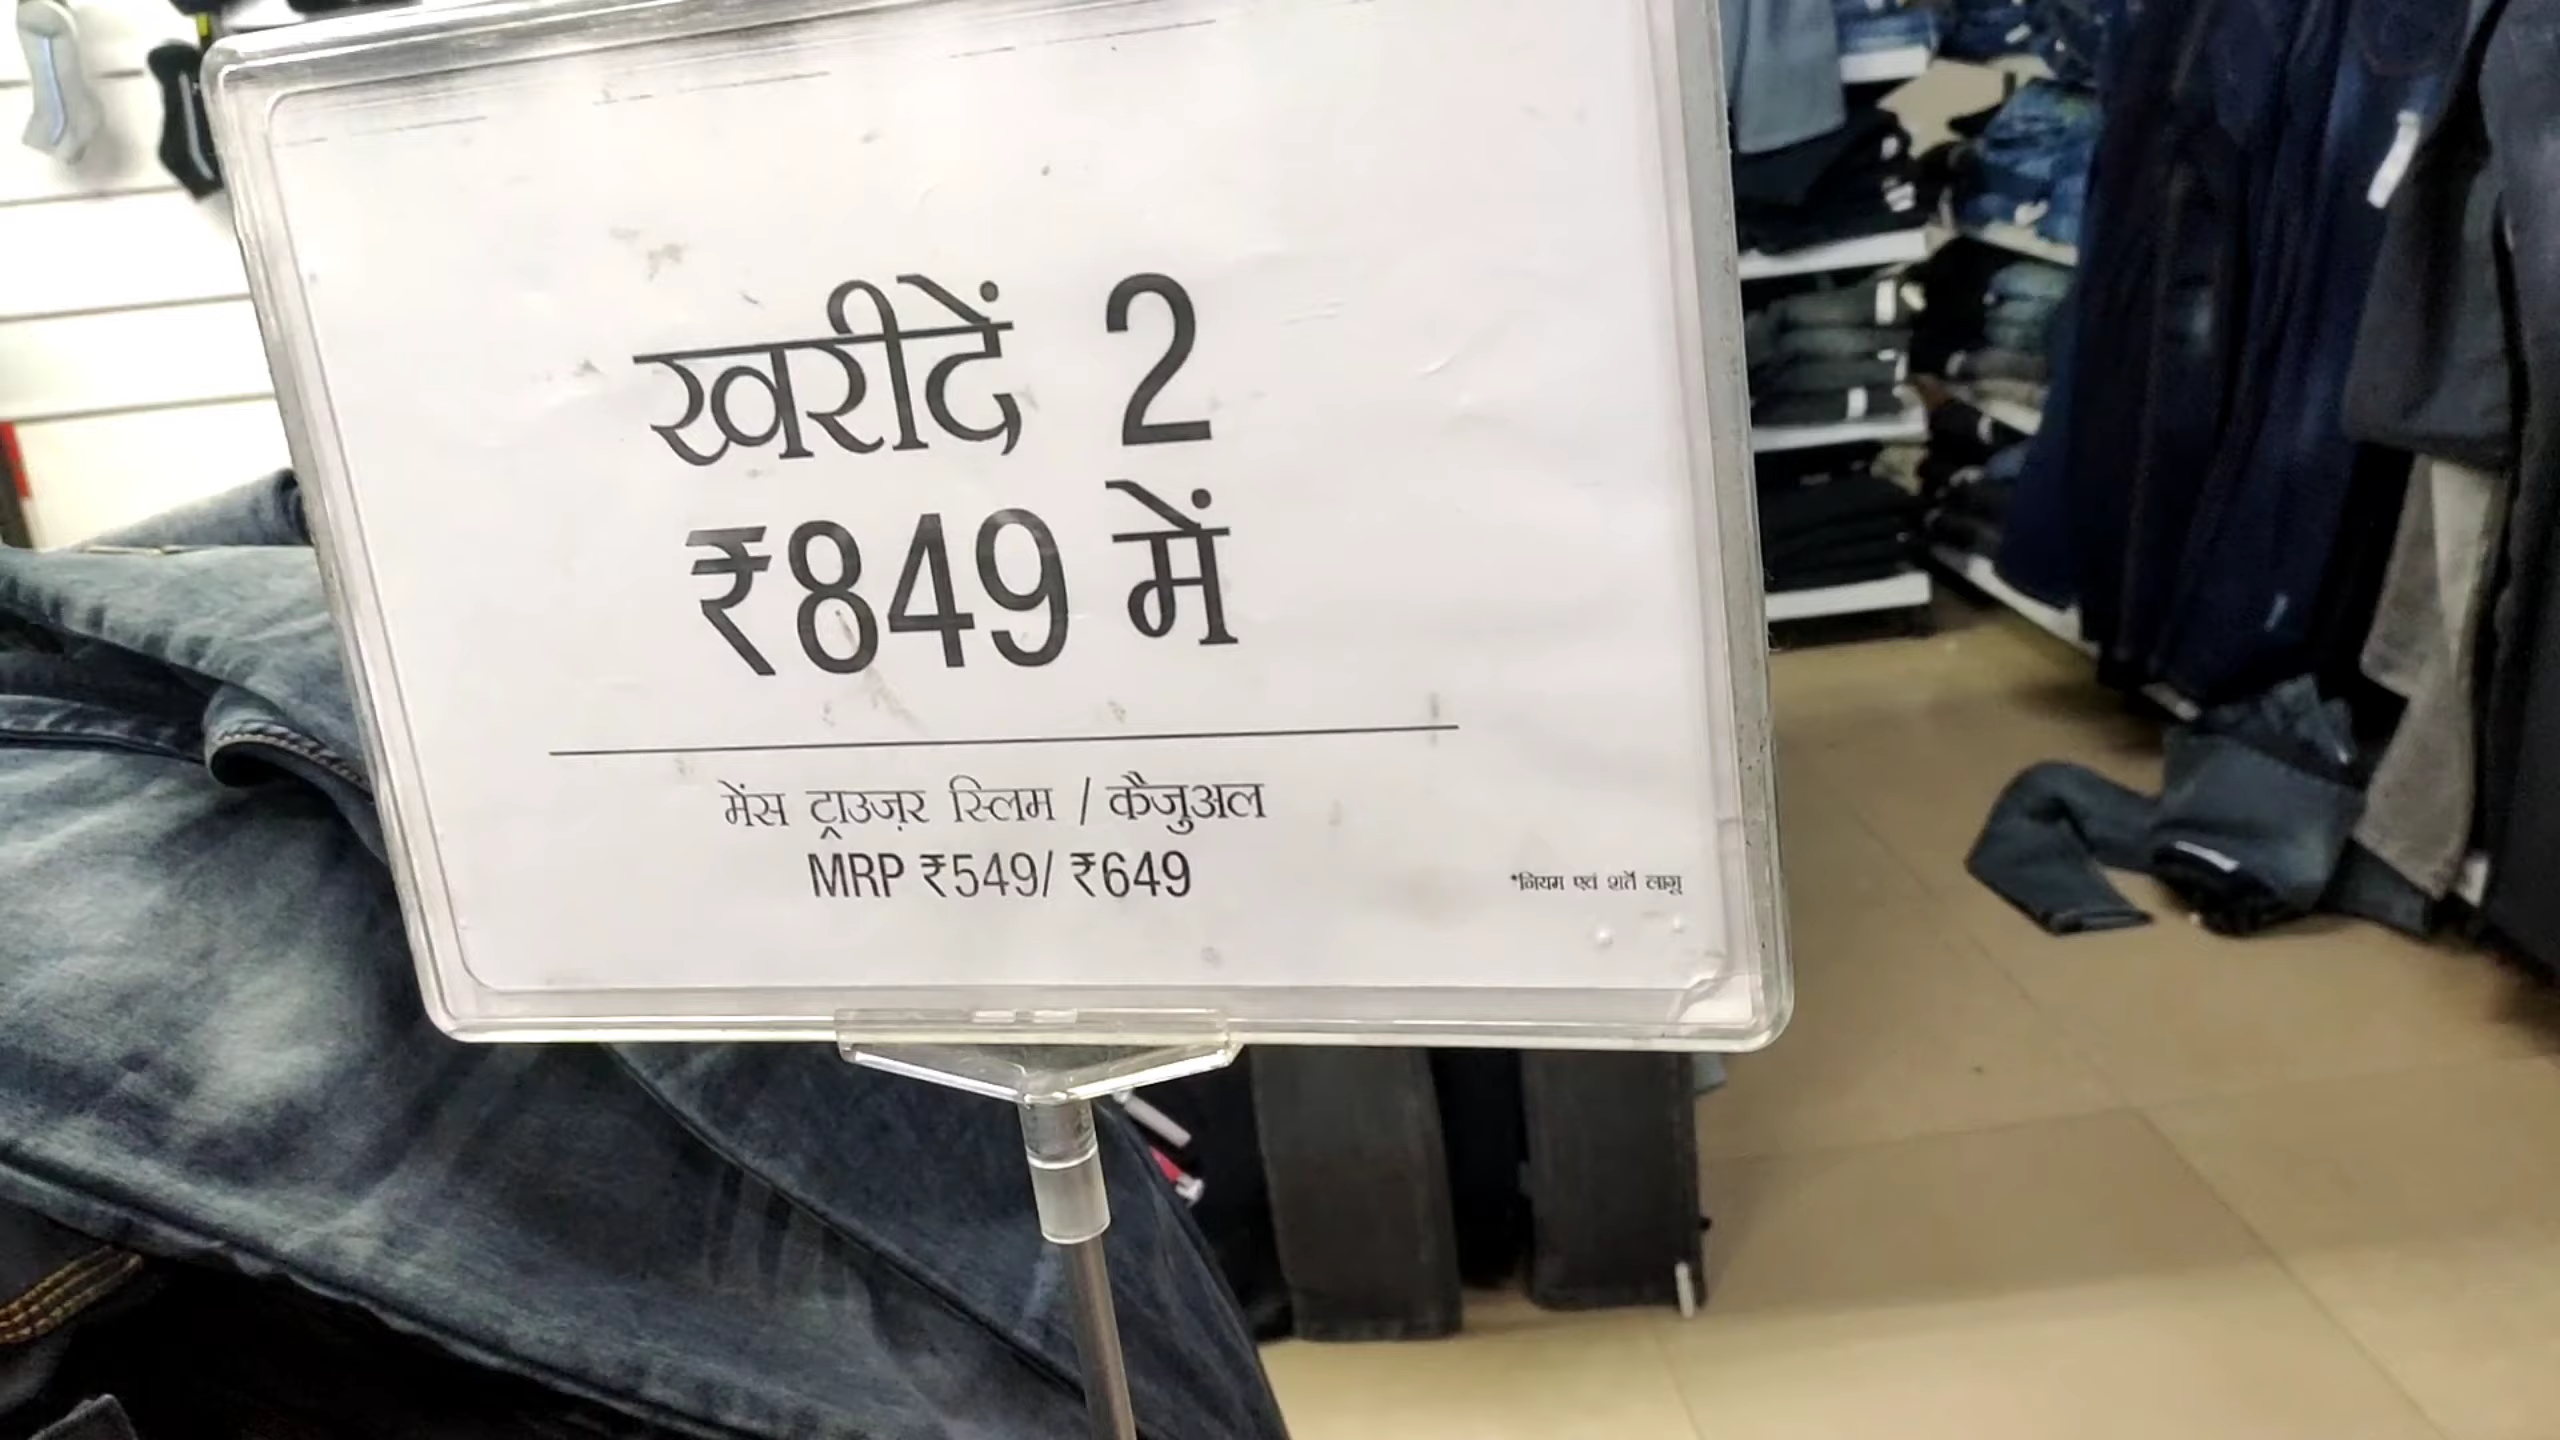 खरीदें 2
₹849 में
मेंस ट्राउज़र स्लिम / कैजुअल
MRP ₹549/ ₹649
*नियम एवं शर्तें लागू